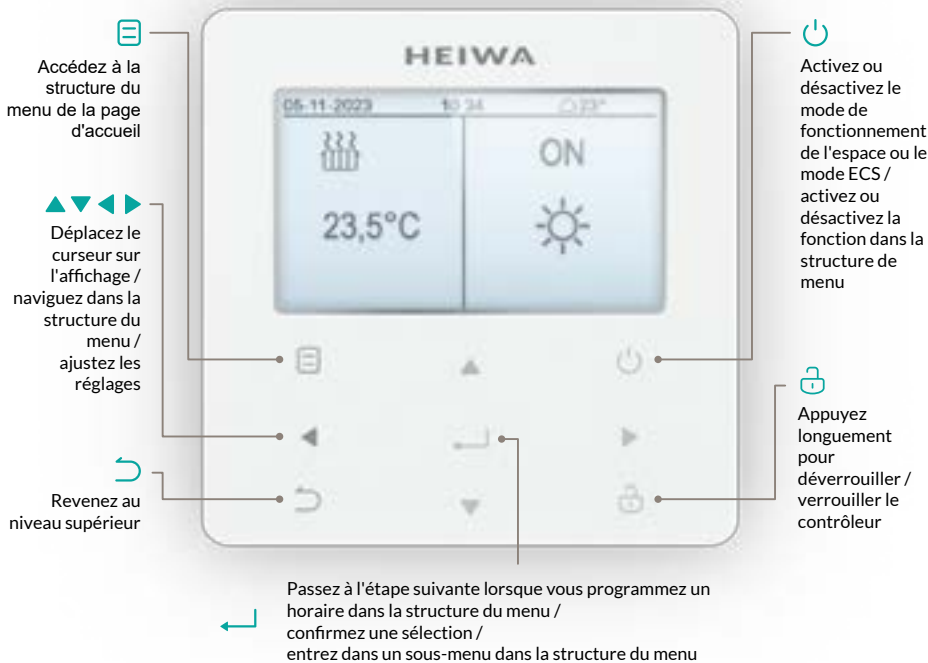 Accédez à la
structure du
menu de la page
d'accueil
Déplacez le
curseur sur
l'affichage /
naviguez dans la
structure du
menu /
ajustez les
réglages
Revenez au
niveau supérieur
HEIWA
05-11-2023 10:34 23°
ON
23,5°C
Activez ou
désactivez le
mode de
fonctionnement
de l'espace ou le
mode ECS /
activez ou
désactivez la
fonction dans la
structure de
menu
Appuyez
longuement
pour
déverrouiller /
verrouiller le
contrôleur
Passez à l'étape suivante lorsque vous programmez un
horaire dans la structure du menu /
confirmez une sélection /
entrez dans un sous-menu dans la structure du menu